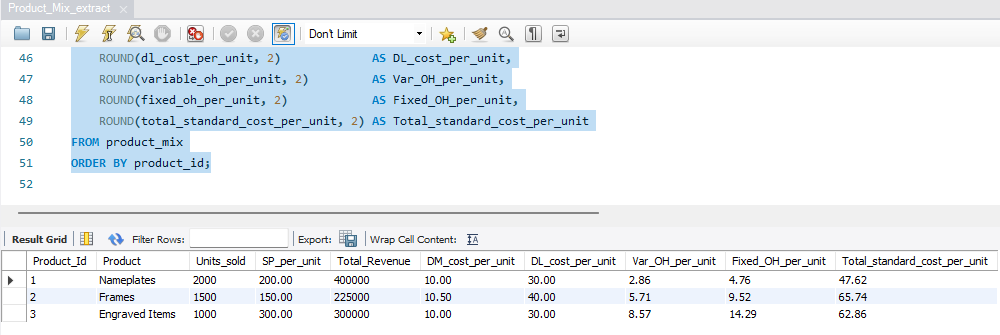 Product_Mix_extract ×
Don't Limit
46 ROUND(dl_cost_per_unit, 2) AS DL_cost_per_unit,
47 ROUND(variable_oh_per_unit, 2) AS Var_OH_per_unit,
48 ROUND(fixed_oh_per_unit, 2) AS Fixed_OH_per_unit,
49 ROUND(total_standard_cost_per_unit, 2) AS Total_standard_cost_per_unit
50 FROM product_mix
51 ORDER BY product_id;
52
Result Grid Filter Rows: Export: Wrap Cell Content:
Product_Id Product Units_sold SP_per_unit Total_Revenue DM_cost_per_unit DL_cost_per_unit Var_OH_per_unit Fixed_OH_per_unit Total_standard_cost_per_unit
1 Nameplates 2000 200.00 400000 10.00 30.00 2.86 4.76 47.62
2 Frames 1500 150.00 225000 10.50 40.00 5.71 9.52 65.74
3 Engraved Items 1000 300.00 300000 10.00 30.00 8.57 14.29 62.86